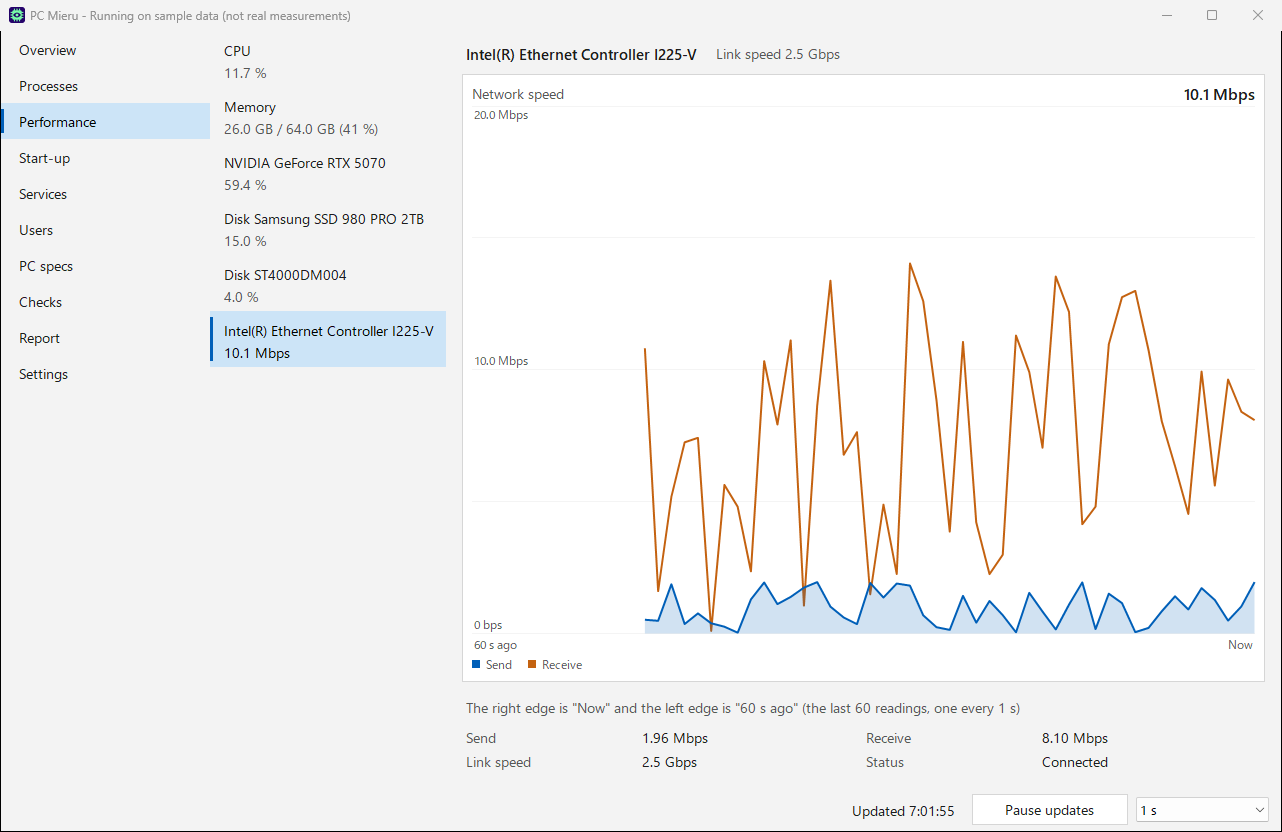 PC Mieru - Running on sample data (not real measurements)
Overview
Processes
Performance
Start-up
Services
Users
PC specs
Checks
Report
Settings
CPU
11.7 %
Memory
26.0 GB / 64.0 GB (41 %)
NVIDIA GeForce RTX 5070
59.4 %
Disk Samsung SSD 980 PRO 2TB
15.0 %
Disk ST4000DM004
4.0 %
Intel(R) Ethernet Controller I225-V
10.1 Mbps
Intel(R) Ethernet Controller I225-V Link speed 2.5 Gbps
Network speed 10.1 Mbps
20.0 Mbps
10.0 Mbps
0 bps
60 s ago Now
Send Receive
The right edge is "Now" and the left edge is "60 s ago" (the last 60 readings, one every 1 s)
Send 1.96 Mbps Receive 8.10 Mbps
Link speed 2.5 Gbps Status Connected
Updated 7:01:55 Pause updates 1 s